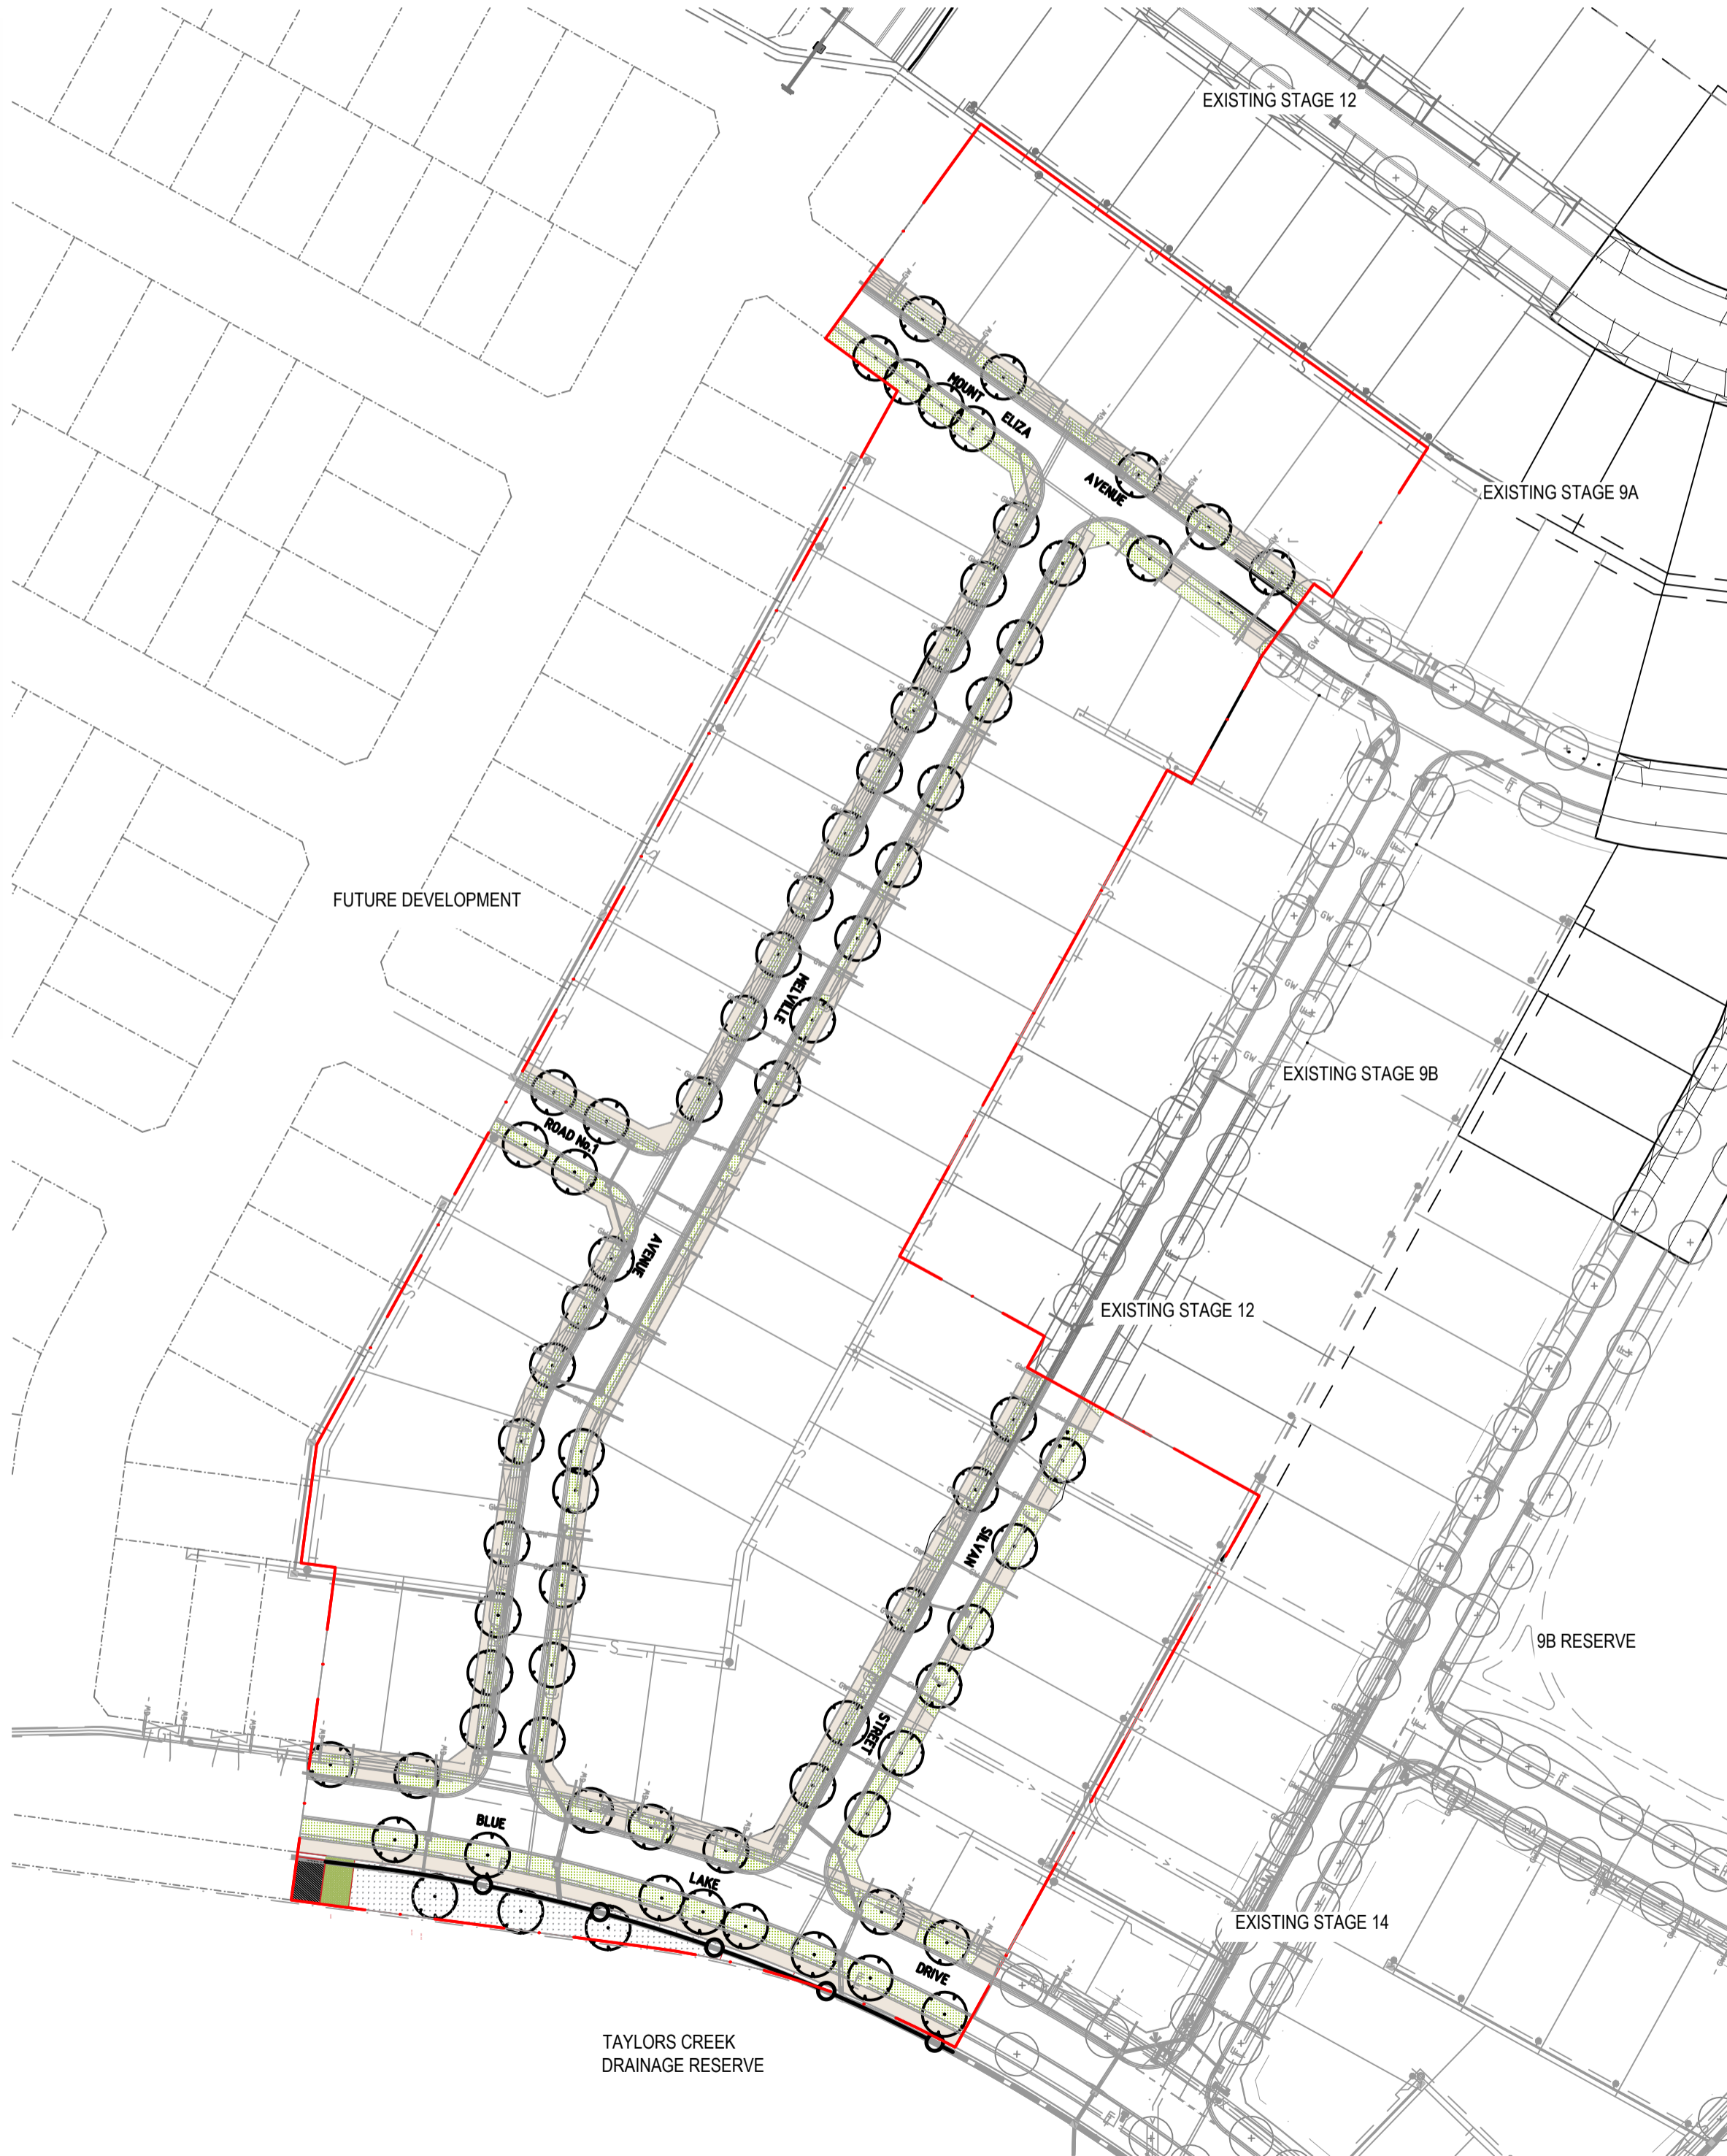 EXISTING STAGE 12
MOUNT
ELIZA
AVENUE
EXISTING STAGE 9A
FUTURE DEVELOPMENT
MELVILLE
AVENUE
ROAD No.1
EXISTING STAGE 9B
EXISTING STAGE 12
SILVAN
STREET
9B RESERVE
BLUE
LAKE
DRIVE
EXISTING STAGE 14
TAYLORS CREEK
DRAINAGE RESERVE